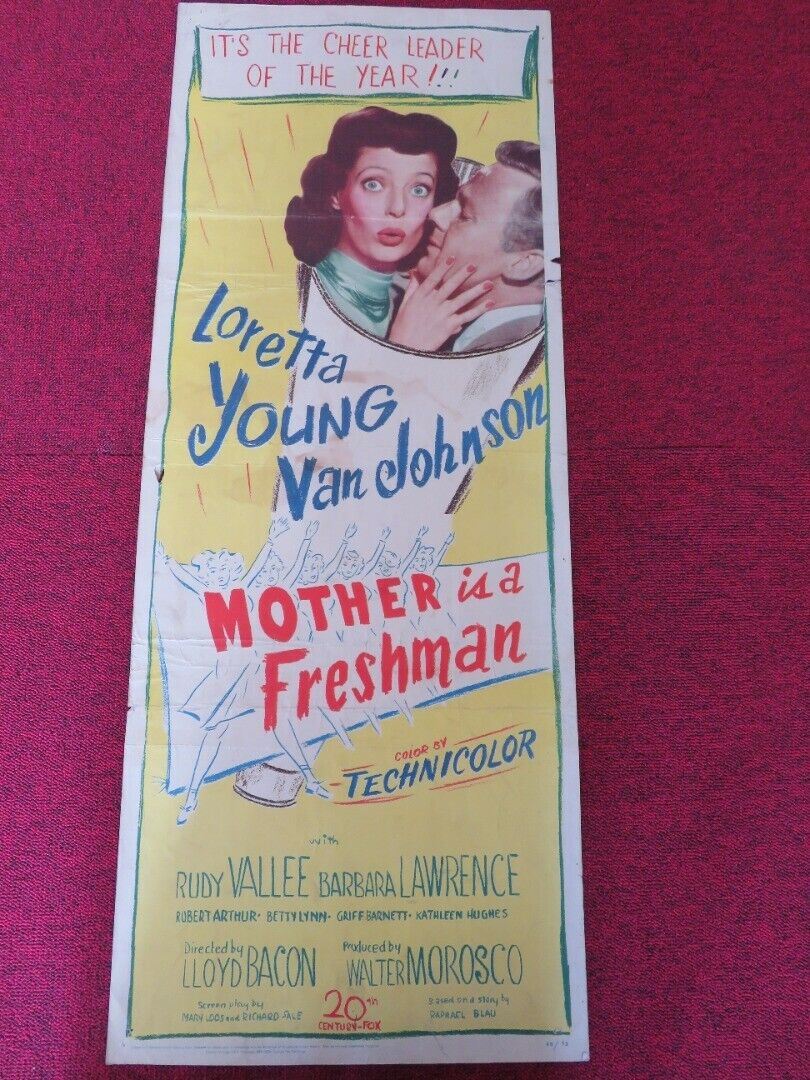 IT'S THE CHEER LEADER
OF THE YEAR!!!
Loretta
YOUNG
Van Johnson
MOTHER is a
Freshman
COLOR BY
TECHNICOLOR
with
RUDY VALLEE BARBARA LAWRENCE
ROBERT ARTHUR · BETTY LYNN · GRIFF BARNETT · KATHLEEN HUGHES
Directed by
LLOYD BACON
Produced by
WALTER MOROSCO
Screen play by
MARY LOOS and RICHARD SALE
20th
CENTURY-FOX
Based on a story by
RAPHAEL BLAU